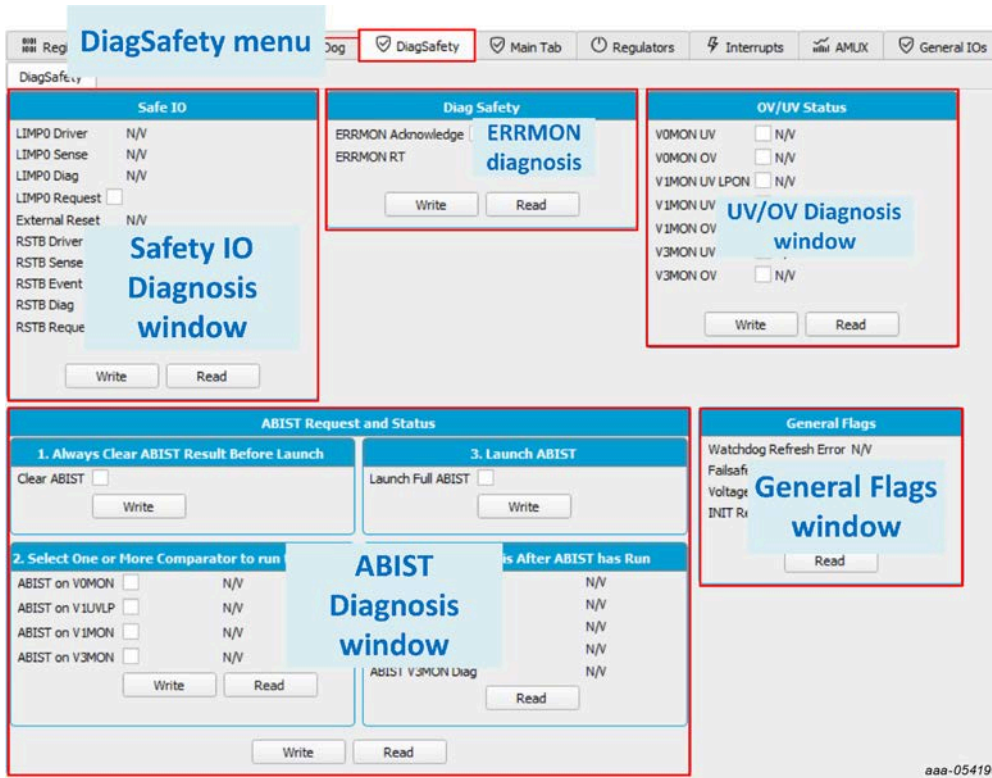 Regi
DiagSafety menu
Dog
DiagSafety
Main Tab
Regulators
Interrupts
AMUX
General IOs
DiagSafety
Safe IO
LIMP0 Driver N/V
LIMP0 Sense N/V
LIMP0 Diag N/V
LIMP0 Request
External Reset N/V
RSTB Driver
RSTB Sense
RSTB Event
RSTB Diag
RSTB Reque
Safety IO
Diagnosis
window
Write Read
Diag Safety
ERRMON Acknowledge
ERRMON RT
ERRMON
diagnosis
Write Read
OV/UV Status
V0MON UV N/V
V0MON OV N/V
V1MON UV LPON N/V
V1MON UV
V1MON OV
V3MON UV
V3MON OV N/V
UV/OV Diagnosis
window
Write Read
ABIST Request and Status
1. Always Clear ABIST Result Before Launch
Clear ABIST
Write
3. Launch ABIST
Launch Full ABIST
Write
2. Select One or More Comparator to run
ABIST on V0MON N/V
ABIST on V1UVLP N/V
ABIST on V1MON N/V
ABIST on V3MON N/V
Write Read
ABIST
Diagnosis
window
is After ABIST has Run
N/V
N/V
N/V
N/V
ABIST V3MON Diag N/V
Read
Write Read
General Flags
Watchdog Refresh Error N/V
Failsafe
Voltage
INIT Re
General Flags
window
Read
aaa-05419